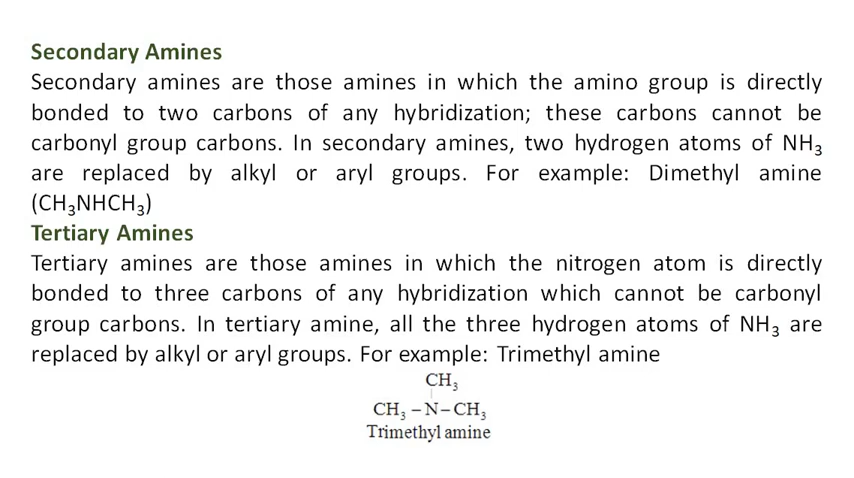 Secondary Amines
Secondary amines are those amines in which the amino group is directly
bonded to two carbons of any hybridization; these carbons cannot be
carbonyl group carbons. In secondary amines, two hydrogen atoms of NH₃
are replaced by alkyl or aryl groups. For example: Dimethyl amine
(CH₃NHCH₃)
Tertiary Amines
Tertiary amines are those amines in which the nitrogen atom is directly
bonded to three carbons of any hybridization which cannot be carbonyl
group carbons. In tertiary amine, all the three hydrogen atoms of NH₃ are
replaced by alkyl or aryl groups. For example: Trimethyl amine
CH₃
CH₃ – N – CH₃
Trimethyl amine